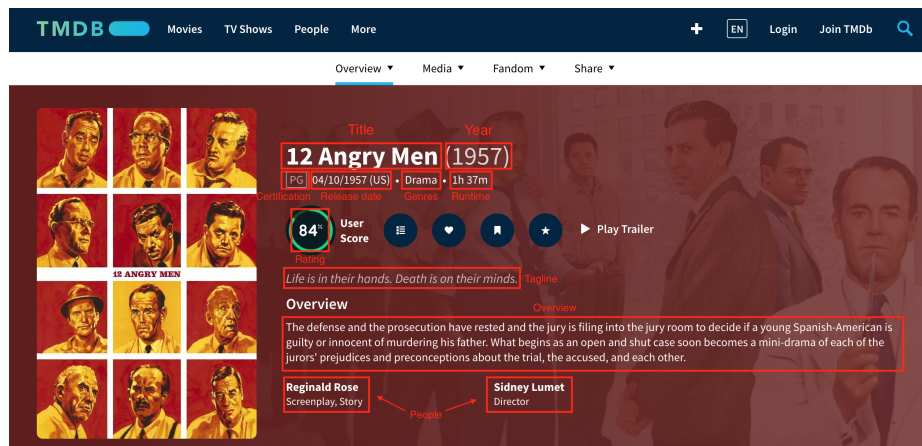 TMDB
Movies TV Shows People More EN Login Join TMDb
Overview Media Fandom Share
Title Year
12 Angry Men (1957)
PG 04/10/1957 (US) • Drama • 1h 37m
Certification Release date Genres Runtime
84% User Score Play Trailer
Rating
Life is in their hands. Death is on their minds. Tagline
12 ANGRY MEN
Overview
Overview
The defense and the prosecution have rested and the jury is filing into the jury room to decide if a young Spanish-American is
guilty or innocent of murdering his father. What begins as an open and shut case soon becomes a mini-drama of each of the
jurors' prejudices and preconceptions about the trial, the accused, and each other.
Reginald Rose Sidney Lumet
Screenplay, Story Director
People